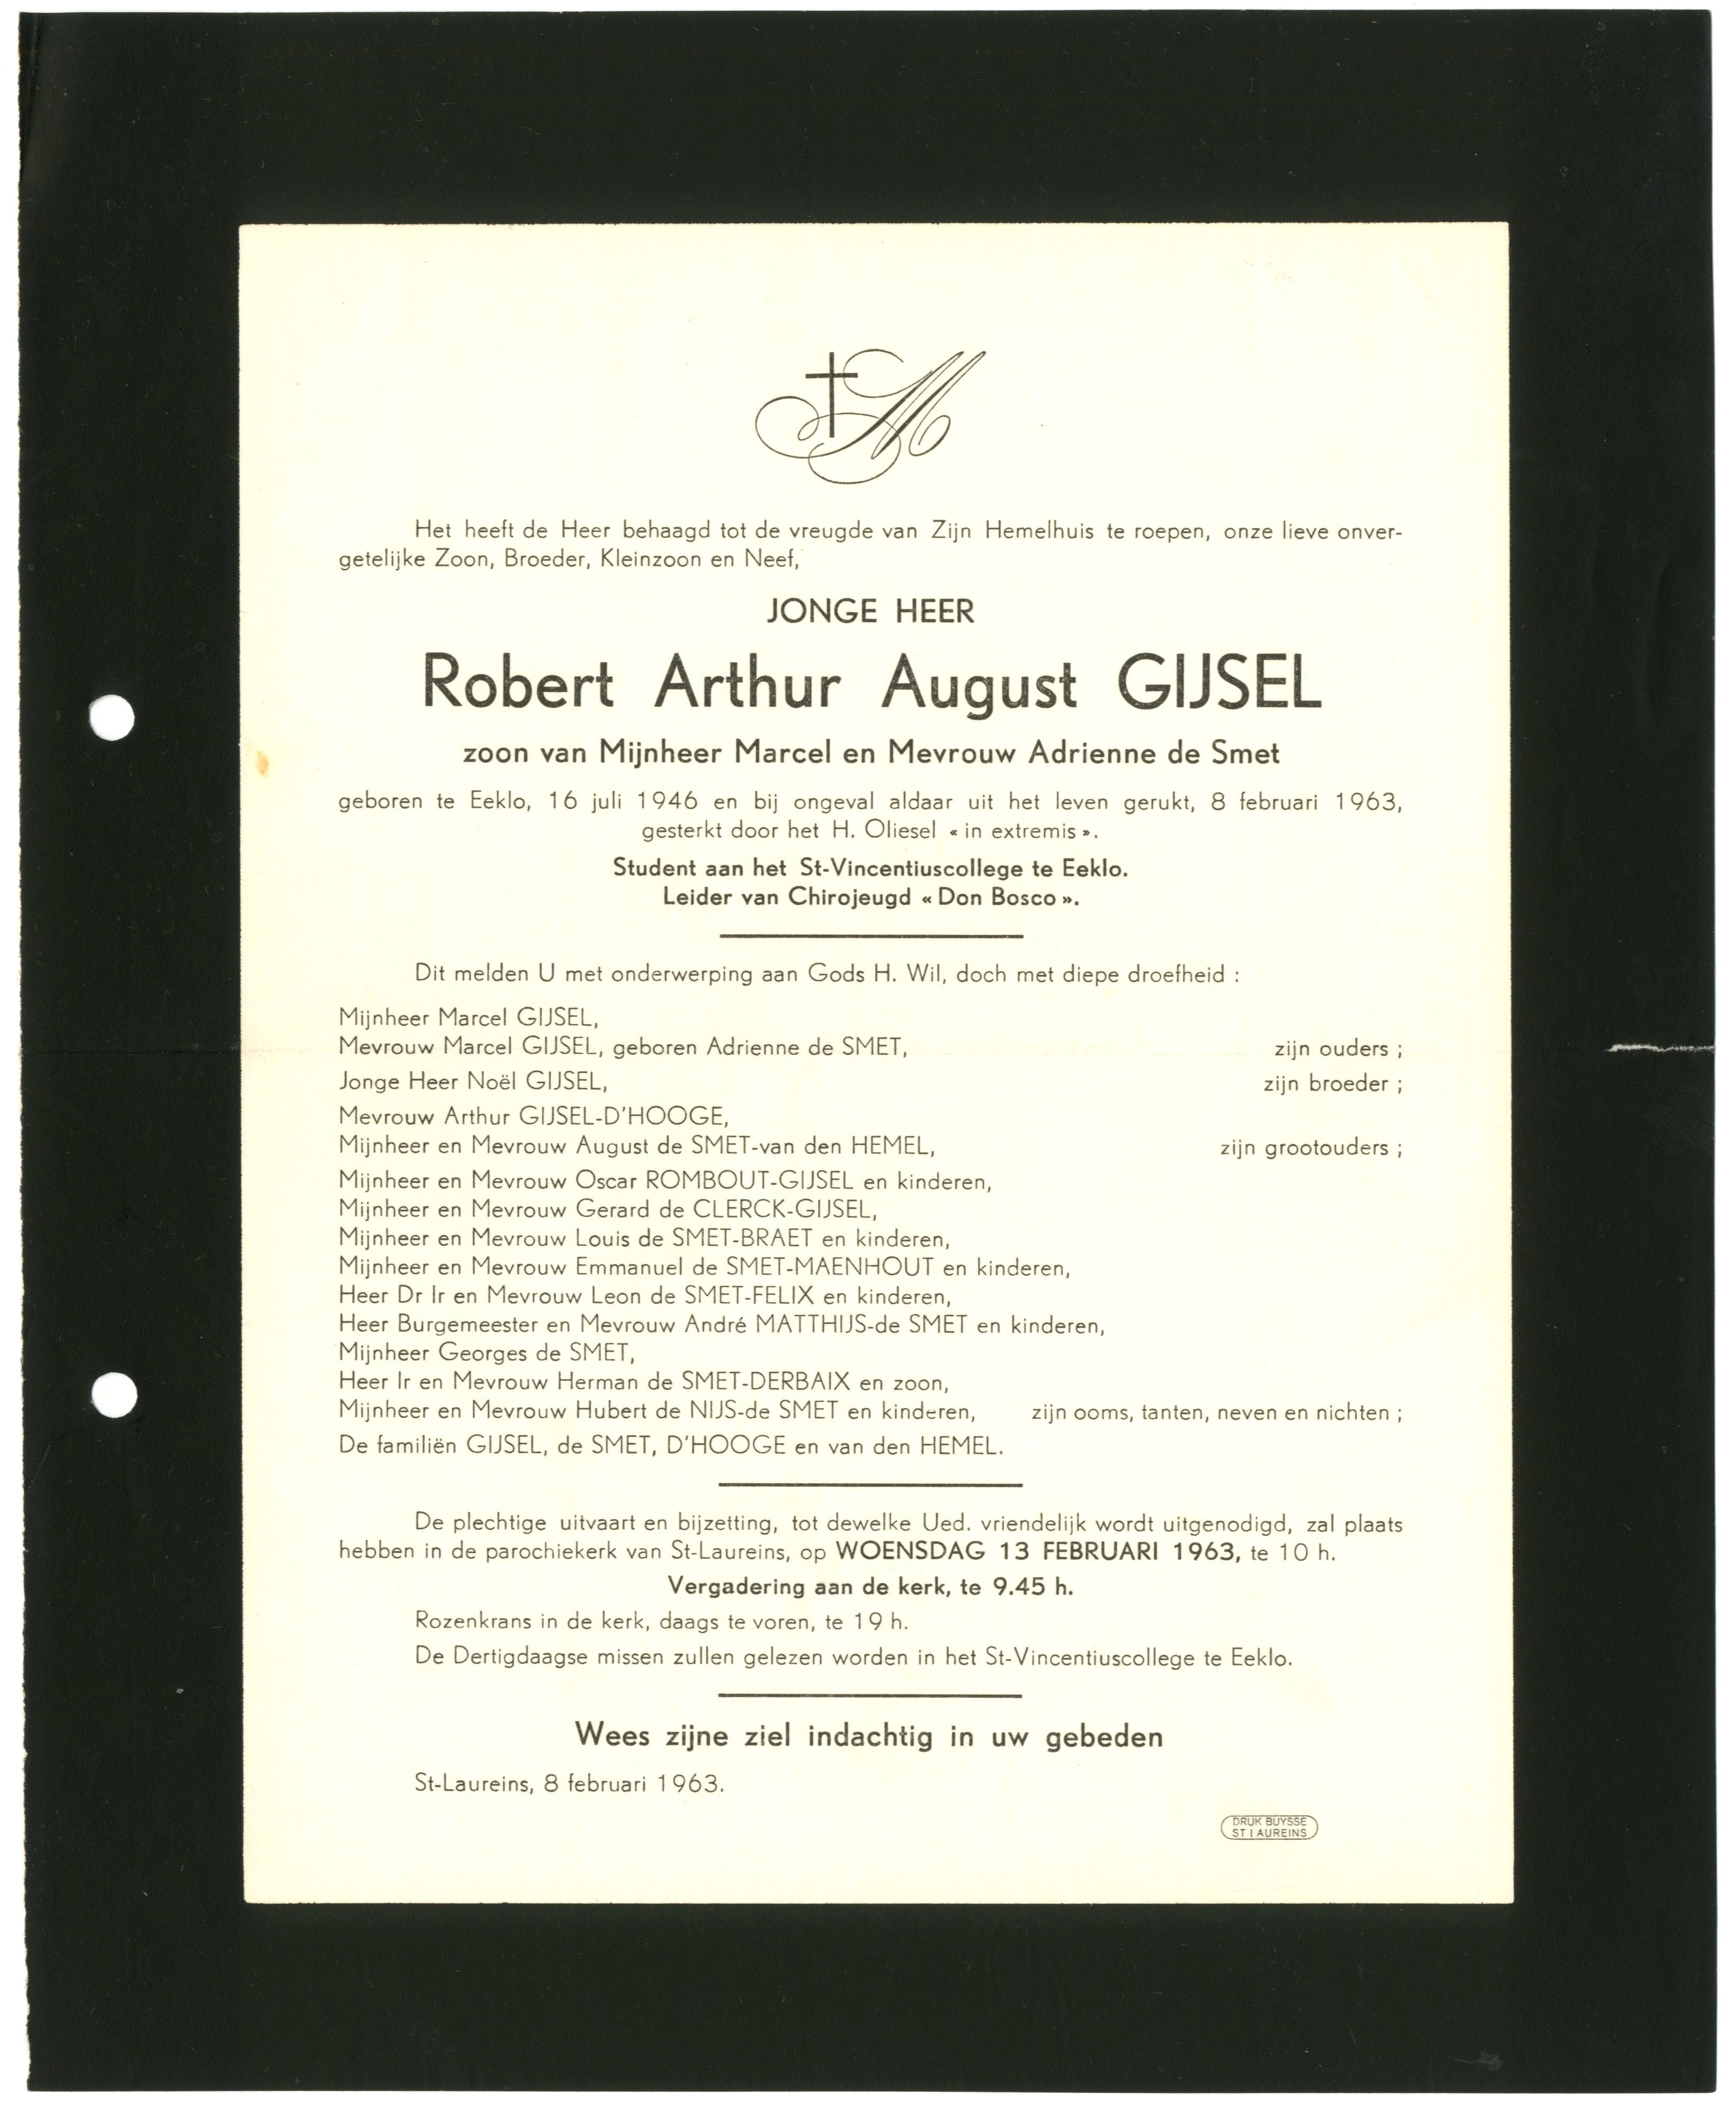 M
Het heeft de Heer behaagd tot de vreugde van Zijn Hemelhuis te roepen, onze lieve onver-
getelijke Zoon, Broeder, Kleinzoon en Neef,
JONGE HEER
Robert Arthur August GIJSEL
zoon van Mijnheer Marcel en Mevrouw Adrienne de Smet
geboren te Eeklo, 16 juli 1946 en bij ongeval aldaar uit het leven gerukt, 8 februari 1963,
gesterkt door het H. Oliesel « in extremis ».
Student aan het St-Vincentiuscollege te Eeklo.
Leider van Chirojeugd « Don Bosco ».
Dit melden U met onderwerping aan Gods H. Wil, doch met diepe droefheid :
Mijnheer Marcel GIJSEL,
Mevrouw Marcel GIJSEL, geboren Adrienne de SMET, zijn ouders ;
Jonge Heer Noël GIJSEL, zijn broeder ;
Mevrouw Arthur GIJSEL-D'HOOGE,
Mijnheer en Mevrouw August de SMET-van den HEMEL, zijn grootouders ;
Mijnheer en Mevrouw Oscar ROMBOUT-GIJSEL en kinderen,
Mijnheer en Mevrouw Gerard de CLERCK-GIJSEL,
Mijnheer en Mevrouw Louis de SMET-BRAET en kinderen,
Mijnheer en Mevrouw Emmanuel de SMET-MAENHOUT en kinderen,
Heer Dr Ir en Mevrouw Leon de SMET-FELIX en kinderen,
Heer Burgemeester en Mevrouw André MATTHIJS-de SMET en kinderen,
Mijnheer Georges de SMET,
Heer Ir en Mevrouw Herman de SMET-DERBAIX en zoon,
Mijnheer en Mevrouw Hubert de NIJS-de SMET en kinderen, zijn ooms, tanten, neven en nichten ;
De familiën GIJSEL, de SMET, D'HOOGE en van den HEMEL.
De plechtige uitvaart en bijzetting, tot dewelke Ued. vriendelijk wordt uitgenodigd, zal plaats
hebben in de parochiekerk van St-Laureins, op WOENSDAG 13 FEBRUARI 1963, te 10 h.
Vergadering aan de kerk, te 9.45 h.
Rozenkrans in de kerk, daags te voren, te 19 h.
De Dertigdaagse missen zullen gelezen worden in het St-Vincentiuscollege te Eeklo.
Wees zijne ziel indachtig in uw gebeden
St-Laureins, 8 februari 1963.
DRUK BUYSSE
ST LAUREINS